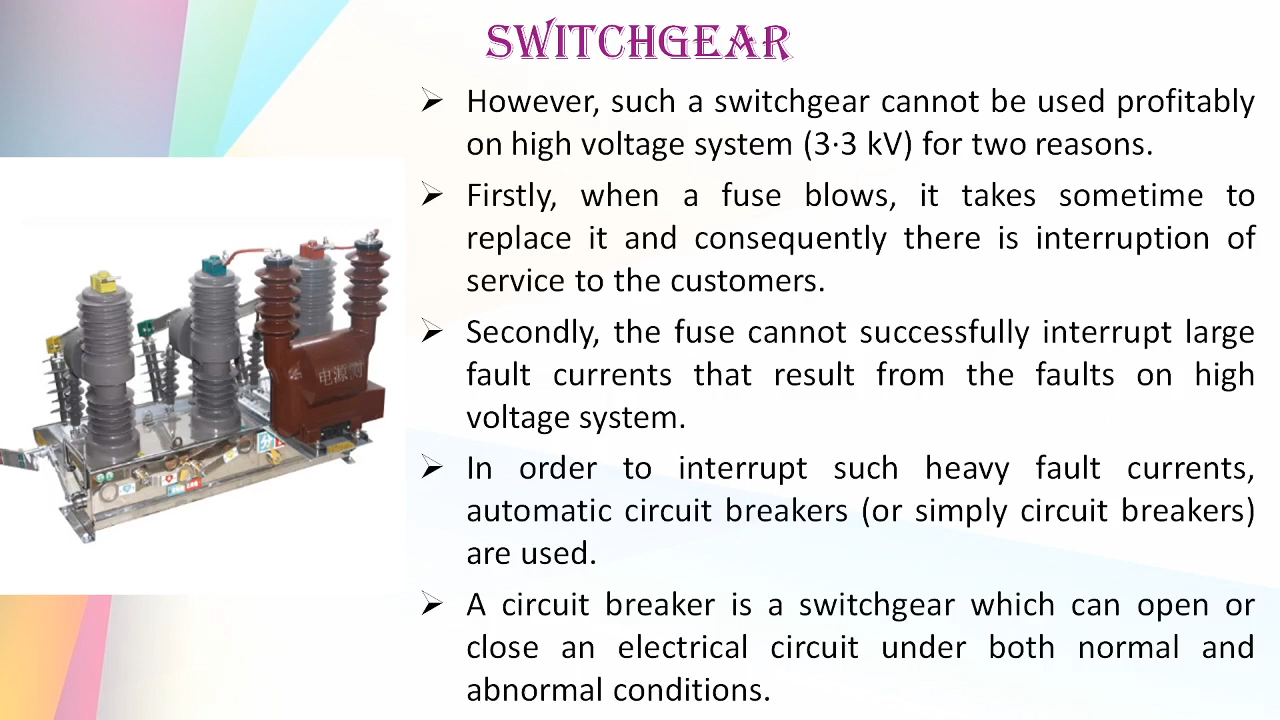 SWITCHGEAR
➢ However, such a switchgear cannot be used profitably
on high voltage system (3·3 kV) for two reasons.
➢ Firstly, when a fuse blows, it takes sometime to
replace it and consequently there is interruption of
service to the customers.
➢ Secondly, the fuse cannot successfully interrupt large
fault currents that result from the faults on high
voltage system.
➢ In order to interrupt such heavy fault currents,
automatic circuit breakers (or simply circuit breakers)
are used.
➢ A circuit breaker is a switchgear which can open or
close an electrical circuit under both normal and
abnormal conditions.
电源测
分